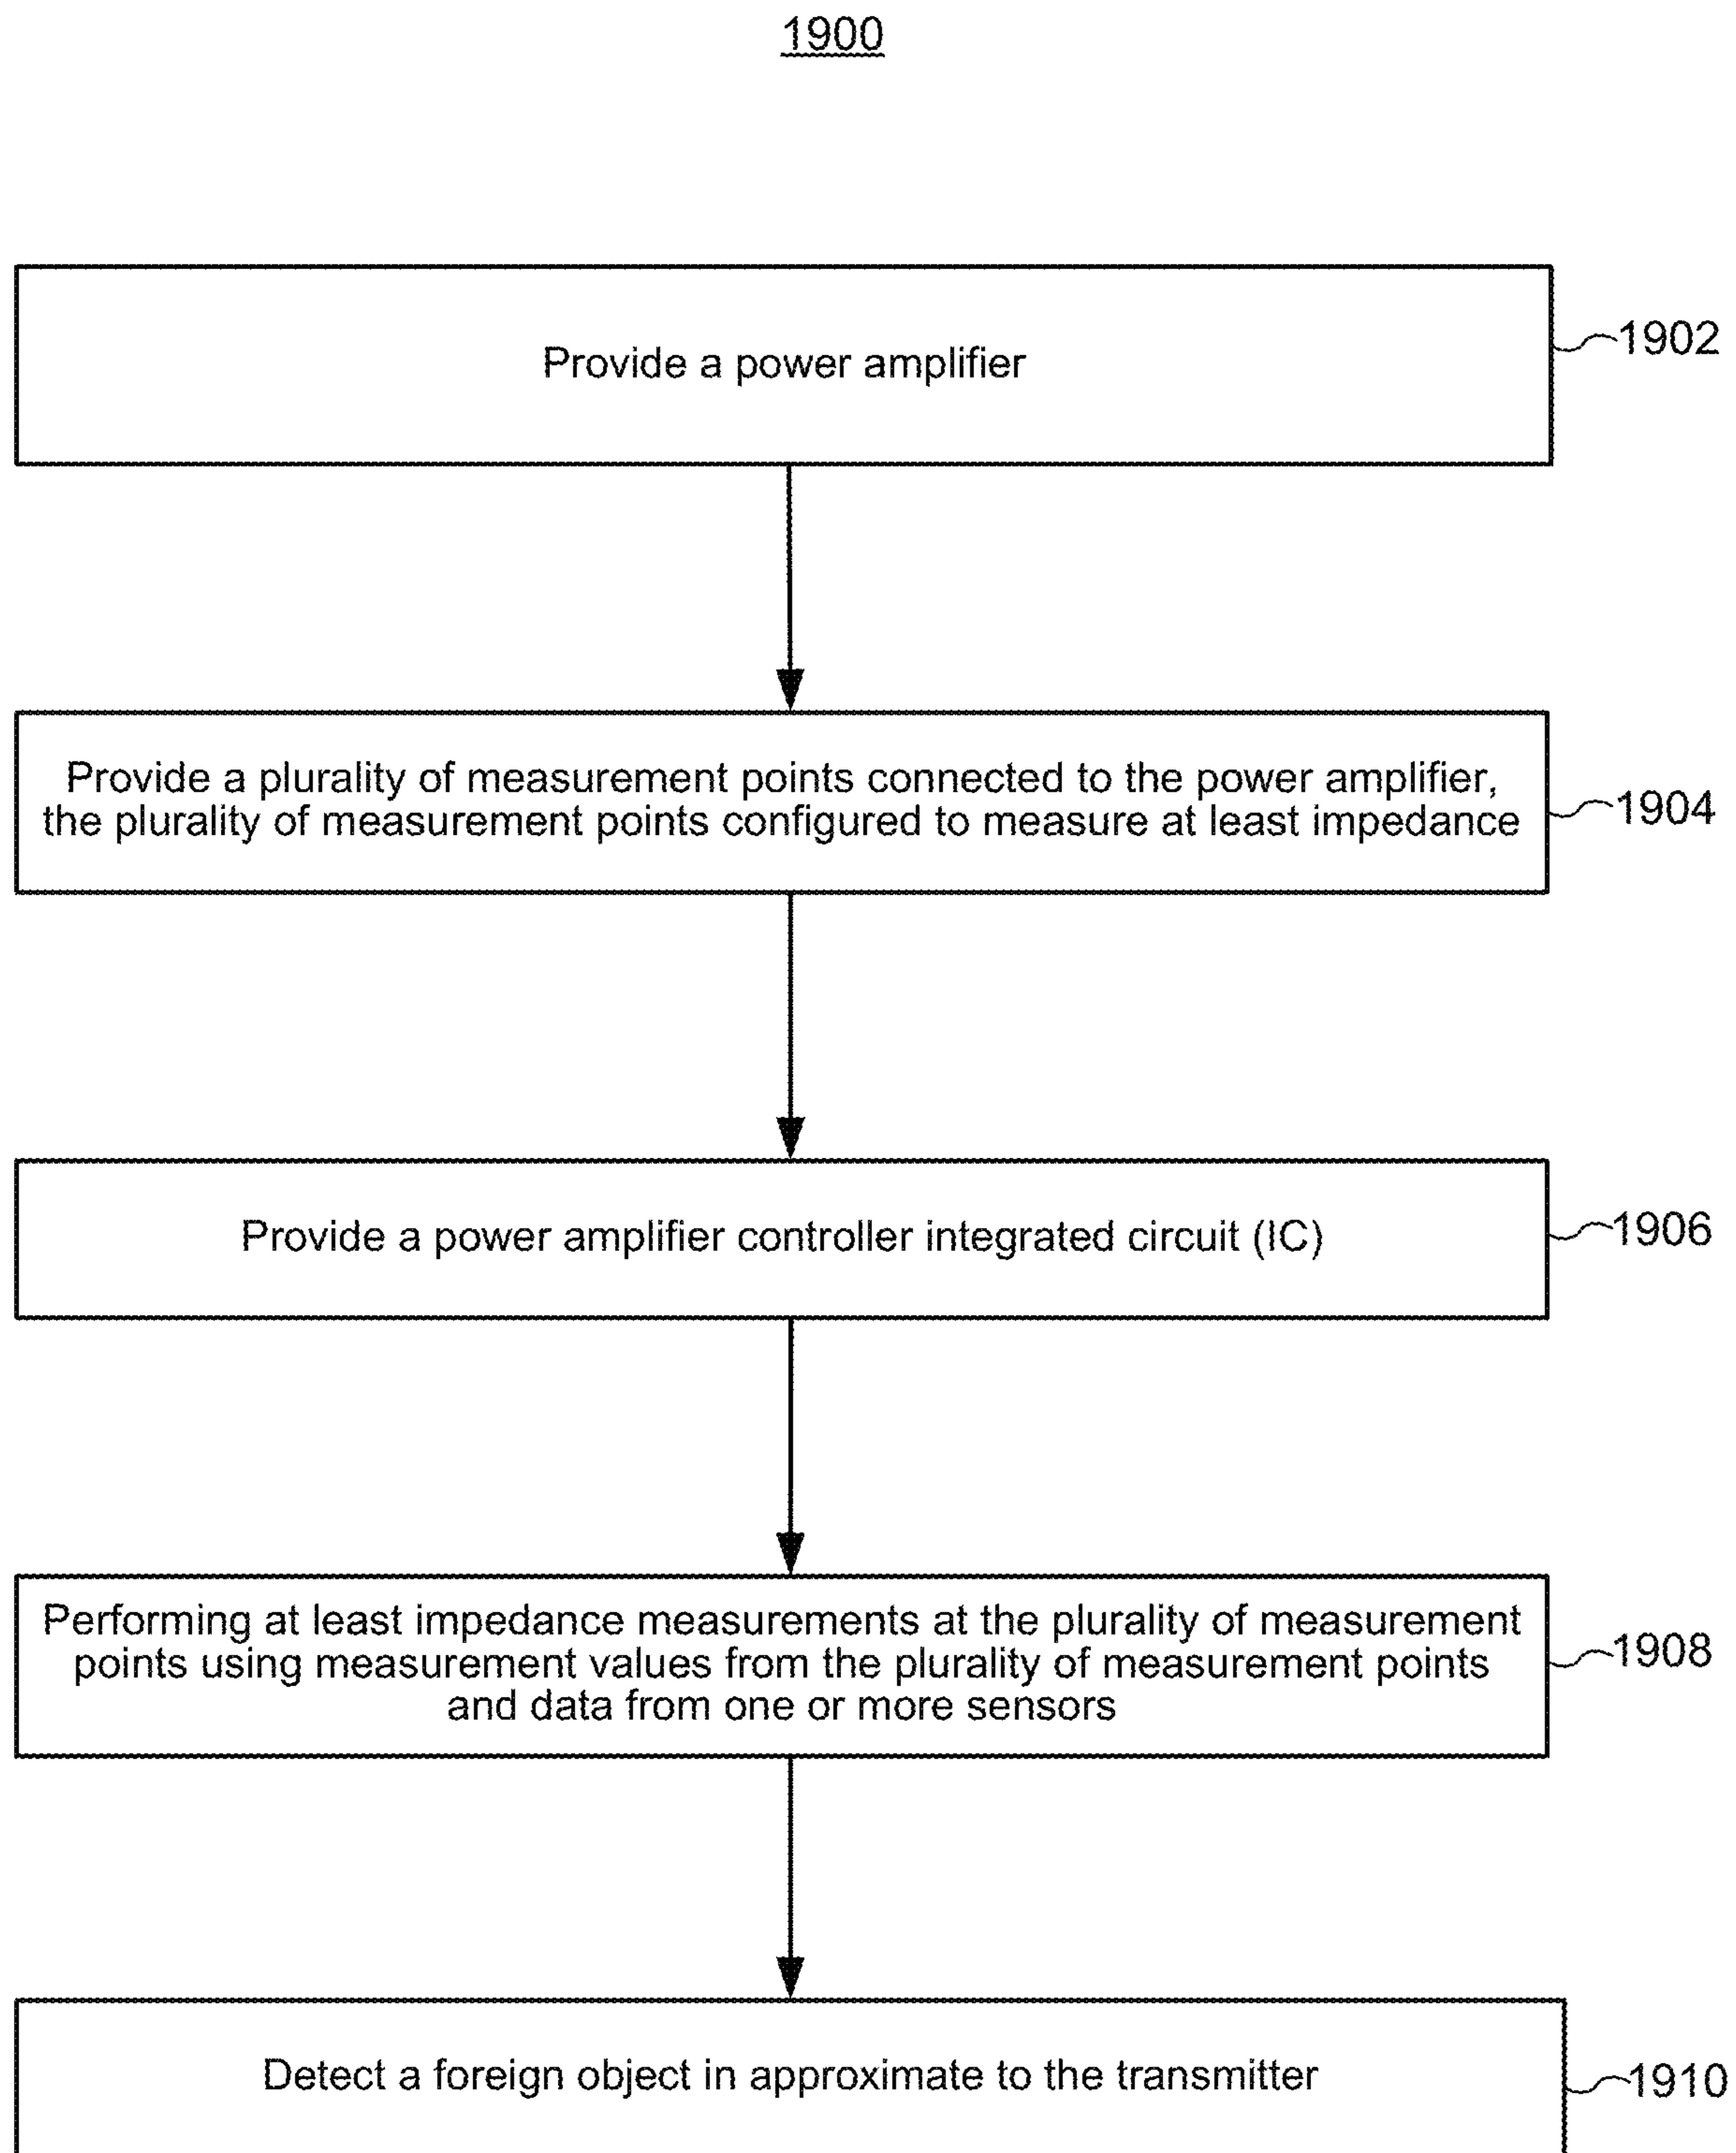 1900
Provide a power amplifier
1902
Provide a plurality of measurement points connected to the power amplifier,
the plurality of measurement points configured to measure at least impedance
1904
Provide a power amplifier controller integrated circuit (IC)
1906
Performing at least impedance measurements at the plurality of measurement
points using measurement values from the plurality of measurement points
and data from one or more sensors
1908
Detect a foreign object in approximate to the transmitter
1910